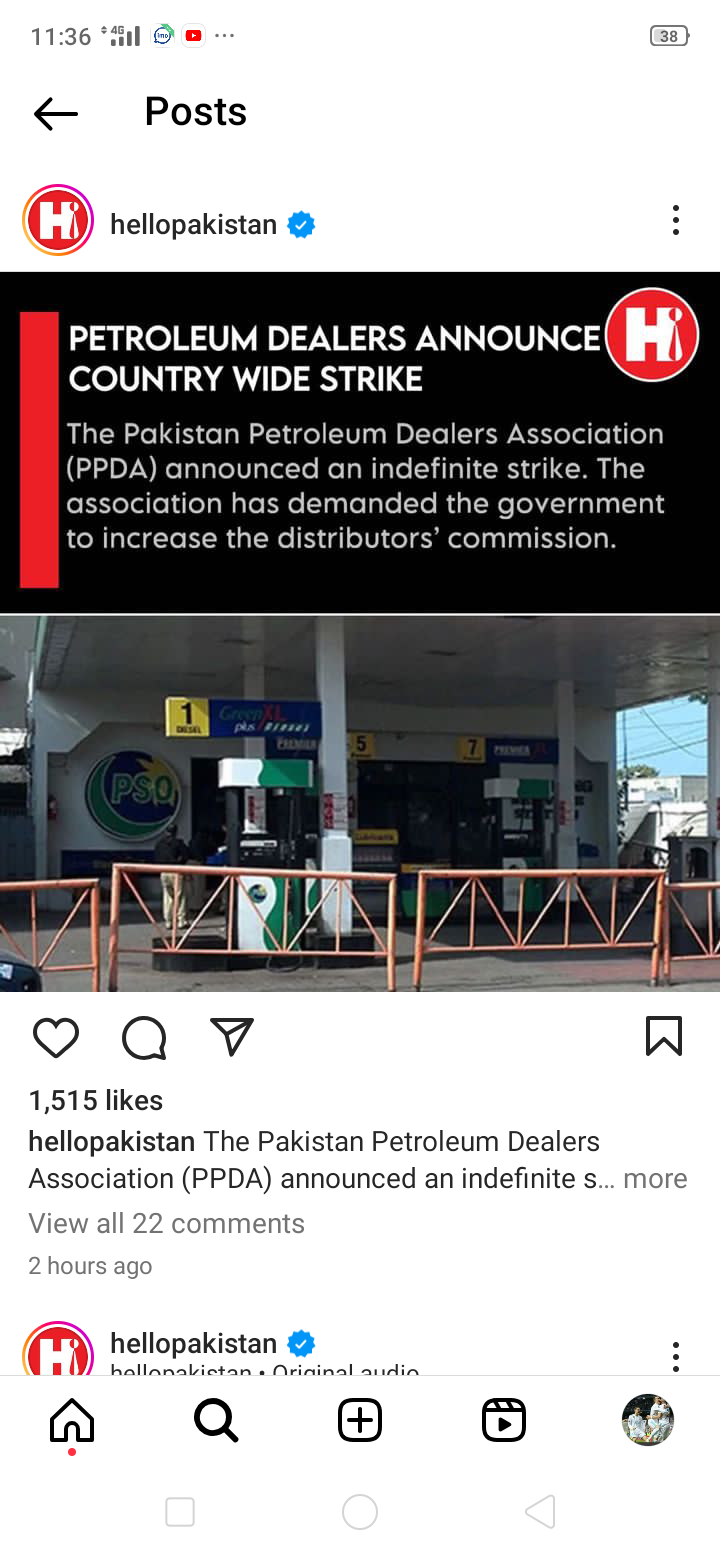 11:36
4G
38
Posts
hellopakistan
PETROLEUM DEALERS ANNOUNCE
COUNTRY WIDE STRIKE
H
The Pakistan Petroleum Dealers Association
(PPDA) announced an indefinite strike. The
association has demanded the government
to increase the distributors' commission.
1
DIESEL
GreenXL
plus Diesel
PREMIER
5
7
PREMIER XL
PSO
1,515 likes
hellopakistan The Pakistan Petroleum Dealers
Association (PPDA) announced an indefinite s... more
View all 22 comments
2 hours ago
hellopakistan
hellopakistan • Original audio